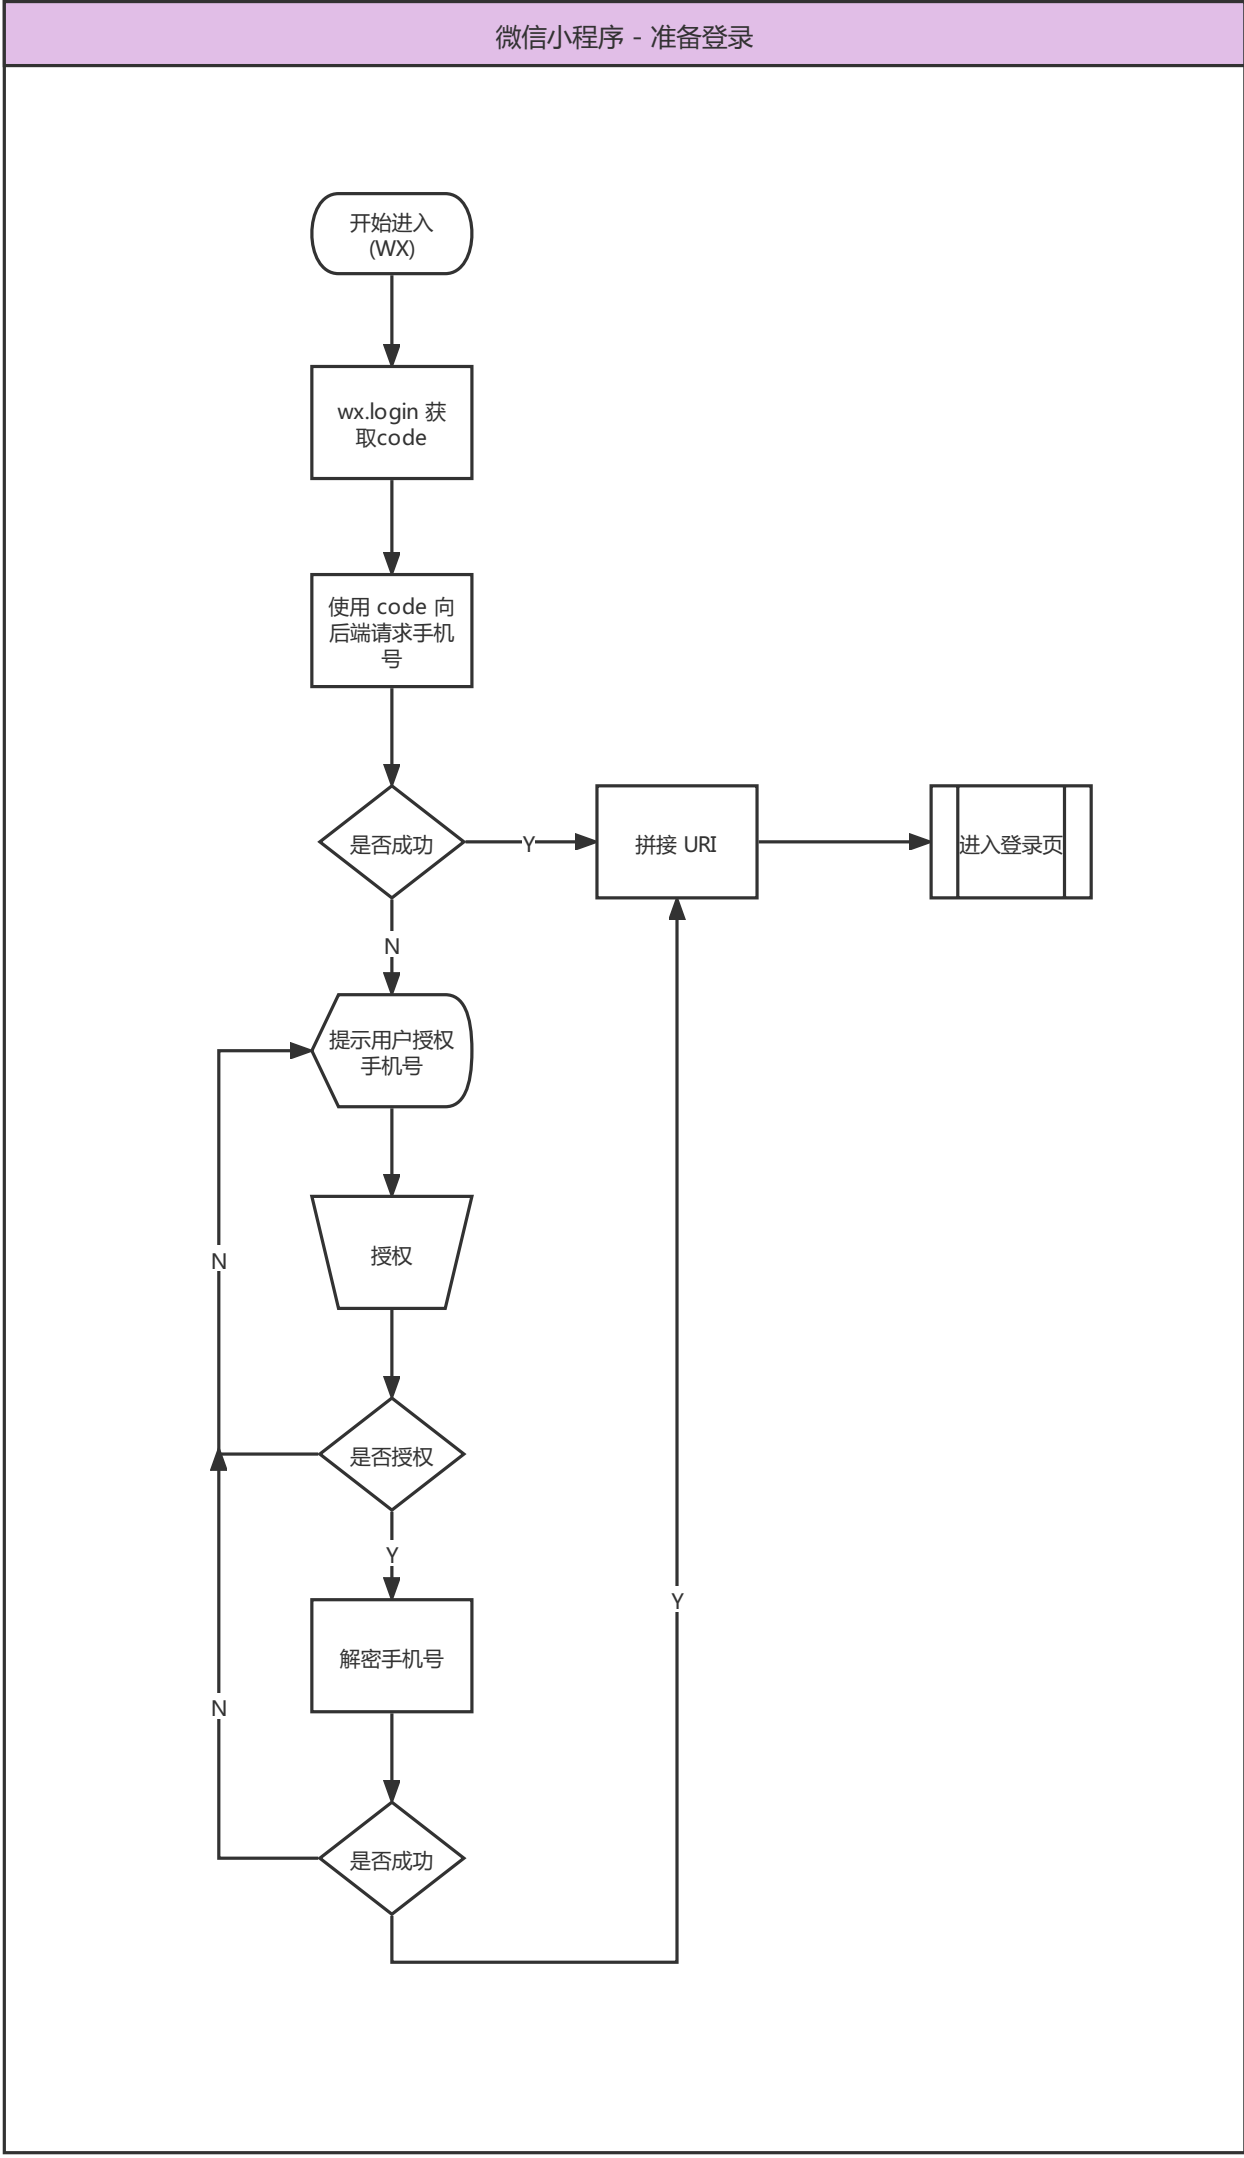 微信小程序 - 准备登录
开始进入
(WX)
wx.login 获
取code
使用 code 向
后端请求手机
号
是否成功
Y
拼接 URI
进入登录页
N
提示用户授权
手机号
授权
N
是否授权
Y
解密手机号
Y
N
是否成功